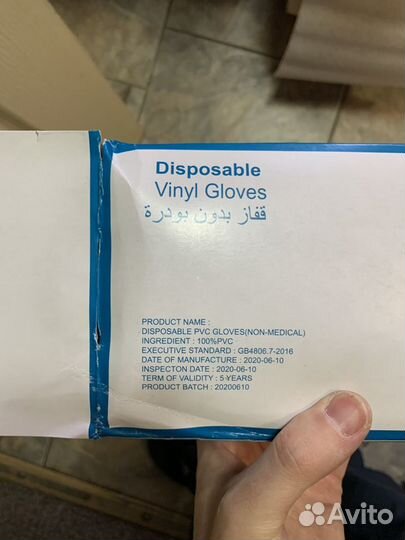 Disposable
Vinyl Gloves
قفاز بدون بودرة
PRODUCT NAME :
DISPOSABLE PVC GLOVES(NON-MEDICAL)
INGREDIENT : 100%PVC
EXECUTIVE STANDARD : GB4806.7-2016
DATE OF MANUFACTURE : 2020-06-10
INSPECTON DATE : 2020-06-10
TERM OF VALIDITY : 5 YEARS
PRODUCT BATCH : 20200610
Avito